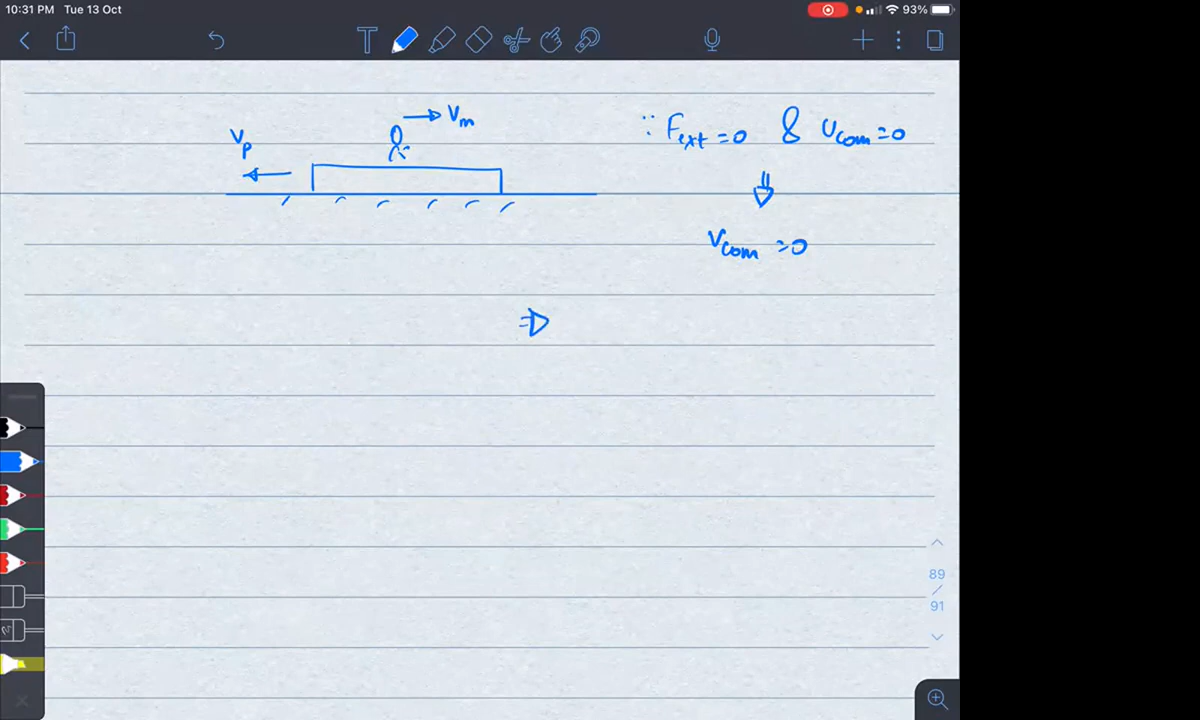 10:31 PM Tue 13 Oct 93%
T
Vm
Vp
∵ Fext = 0 & Ucom = 0
⇓
Vcom = 0
⇒
89
/
91